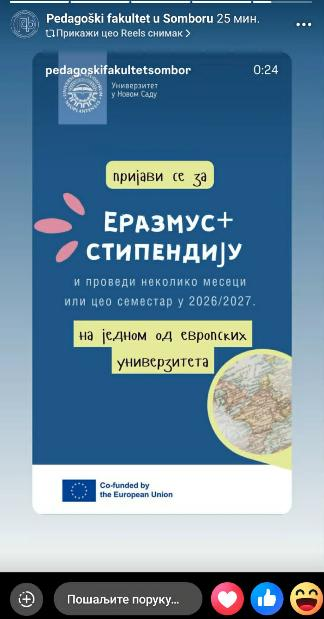 Pedagoški fakultet u Somboru 25 мин.
Прикажи цео Reels снимак >
pedagoskifakultetsombor 0:24
Универзитет
у Новом Саду
пријави се за
Еразмус+
стипендију
и проведи неколико месеци
или цео семестар у 2026/2027.
на једном од европских
универзитета
Co-funded by
the European Union
Пошаљите поруку...